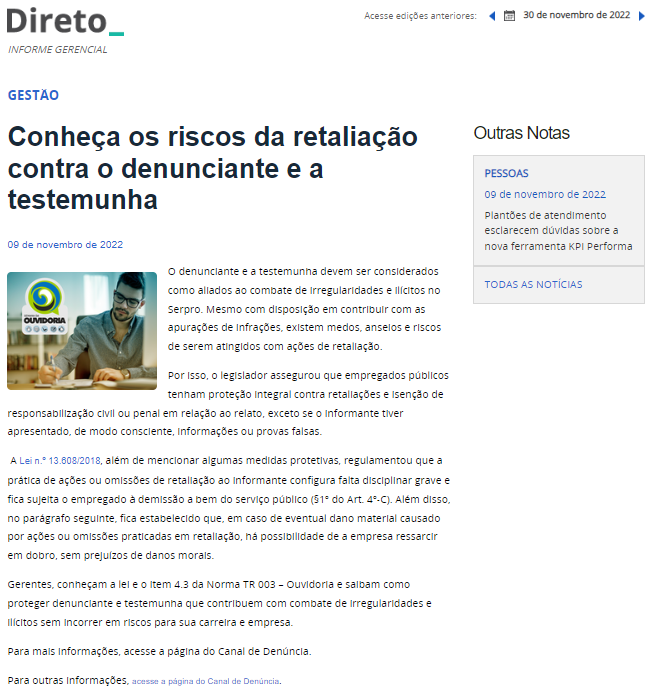 Direto_
INFORME GERENCIAL
Acesse edições anteriores:
30 de novembro de 2022
GESTÃO
Conheça os riscos da retaliação
contra o denunciante e a
testemunha
09 de novembro de 2022
OUVIDORIA
O denunciante e a testemunha devem ser considerados
como aliados ao combate de irregularidades e ilícitos no
Serpro. Mesmo com disposição em contribuir com as
apurações de infrações, existem medos, anseios e riscos
de serem atingidos com ações de retaliação.
Por isso, o legislador assegurou que empregados públicos
tenham proteção integral contra retaliações e isenção de
responsabilização civil ou penal em relação ao relato, exceto se o informante tiver
apresentado, de modo consciente, informações ou provas falsas.
A Lei n.º 13.608/2018, além de mencionar algumas medidas protetivas, regulamentou que a
prática de ações ou omissões de retaliação ao informante configura falta disciplinar grave e
fica sujeita o empregado à demissão a bem do serviço público (§1º do Art. 4º-C). Além disso,
no parágrafo seguinte, fica estabelecido que, em caso de eventual dano material causado
por ações ou omissões praticadas em retaliação, há possibilidade de a empresa ressarcir
em dobro, sem prejuízos de danos morais.
Gerentes, conheçam a lei e o item 4.3 da Norma TR 003 – Ouvidoria e saibam como
proteger denunciante e testemunha que contribuem com combate de irregularidades e
ilícitos sem incorrer em riscos para sua carreira e empresa.
Para mais informações, acesse a página do Canal de Denúncia.
Para outras informações, acesse a página do Canal de Denúncia.
Outras Notas
PESSOAS
09 de novembro de 2022
Plantões de atendimento
esclarecem dúvidas sobre a
nova ferramenta KPI Performa
TODAS AS NOTÍCIAS